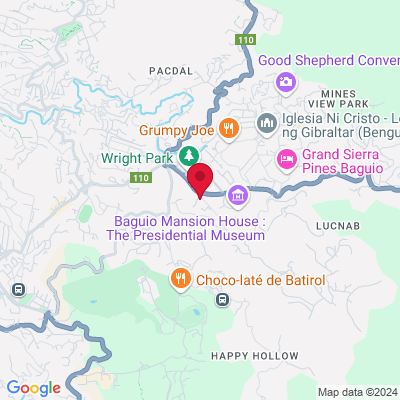 110
PACDAL
Good Shepherd Conven
MINES
VIEW PARK
Grumpy Joe
Iglesia Ni Cristo - Lo
ng Gibraltar (Bengu
Wright Park
Grand Sierra
Pines Baguio
110
Baguio Mansion House :
The Presidential Museum
LUCNAB
Choco-laté de Batirol
HAPPY HOLLOW
Google
Map data ©2024